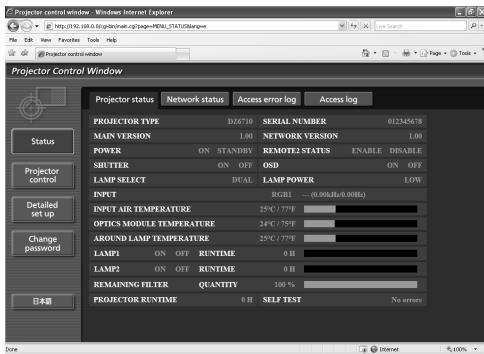 Projector control window - Windows Internet Explorer
http://192.168.0.8/cgi-bin/main.cgi?page=MENU_STATUS&lang=e
Live Search
File Edit View Favorites Tools Help
Projector control window
Page Tools
Projector Control Window
Projector status Network status Access error log Access log
Status
Projector control
Detailed set up
Change password
日本語
PROJECTOR TYPE DZ6710 SERIAL NUMBER 012345678
MAIN VERSION 1.00 NETWORK VERSION 1.00
POWER ON STANDBY REMOTE2 STATUS ENABLE DISABLE
SHUTTER ON OFF OSD ON OFF
LAMP SELECT DUAL LAMP POWER LOW
INPUT RGB1 --- (0.00kHz/0.00Hz)
INPUT AIR TEMPERATURE 25°C / 77°F
OPTICS MODULE TEMPERATURE 24°C / 75°F
AROUND LAMP TEMPERATURE 25°C / 77°F
LAMP1 ON OFF RUNTIME 0 H
LAMP2 ON OFF RUNTIME 0 H
REMAINING FILTER QUANTITY 100 %
PROJECTOR RUNTIME 0 H SELF TEST No errors
Done Internet 100%